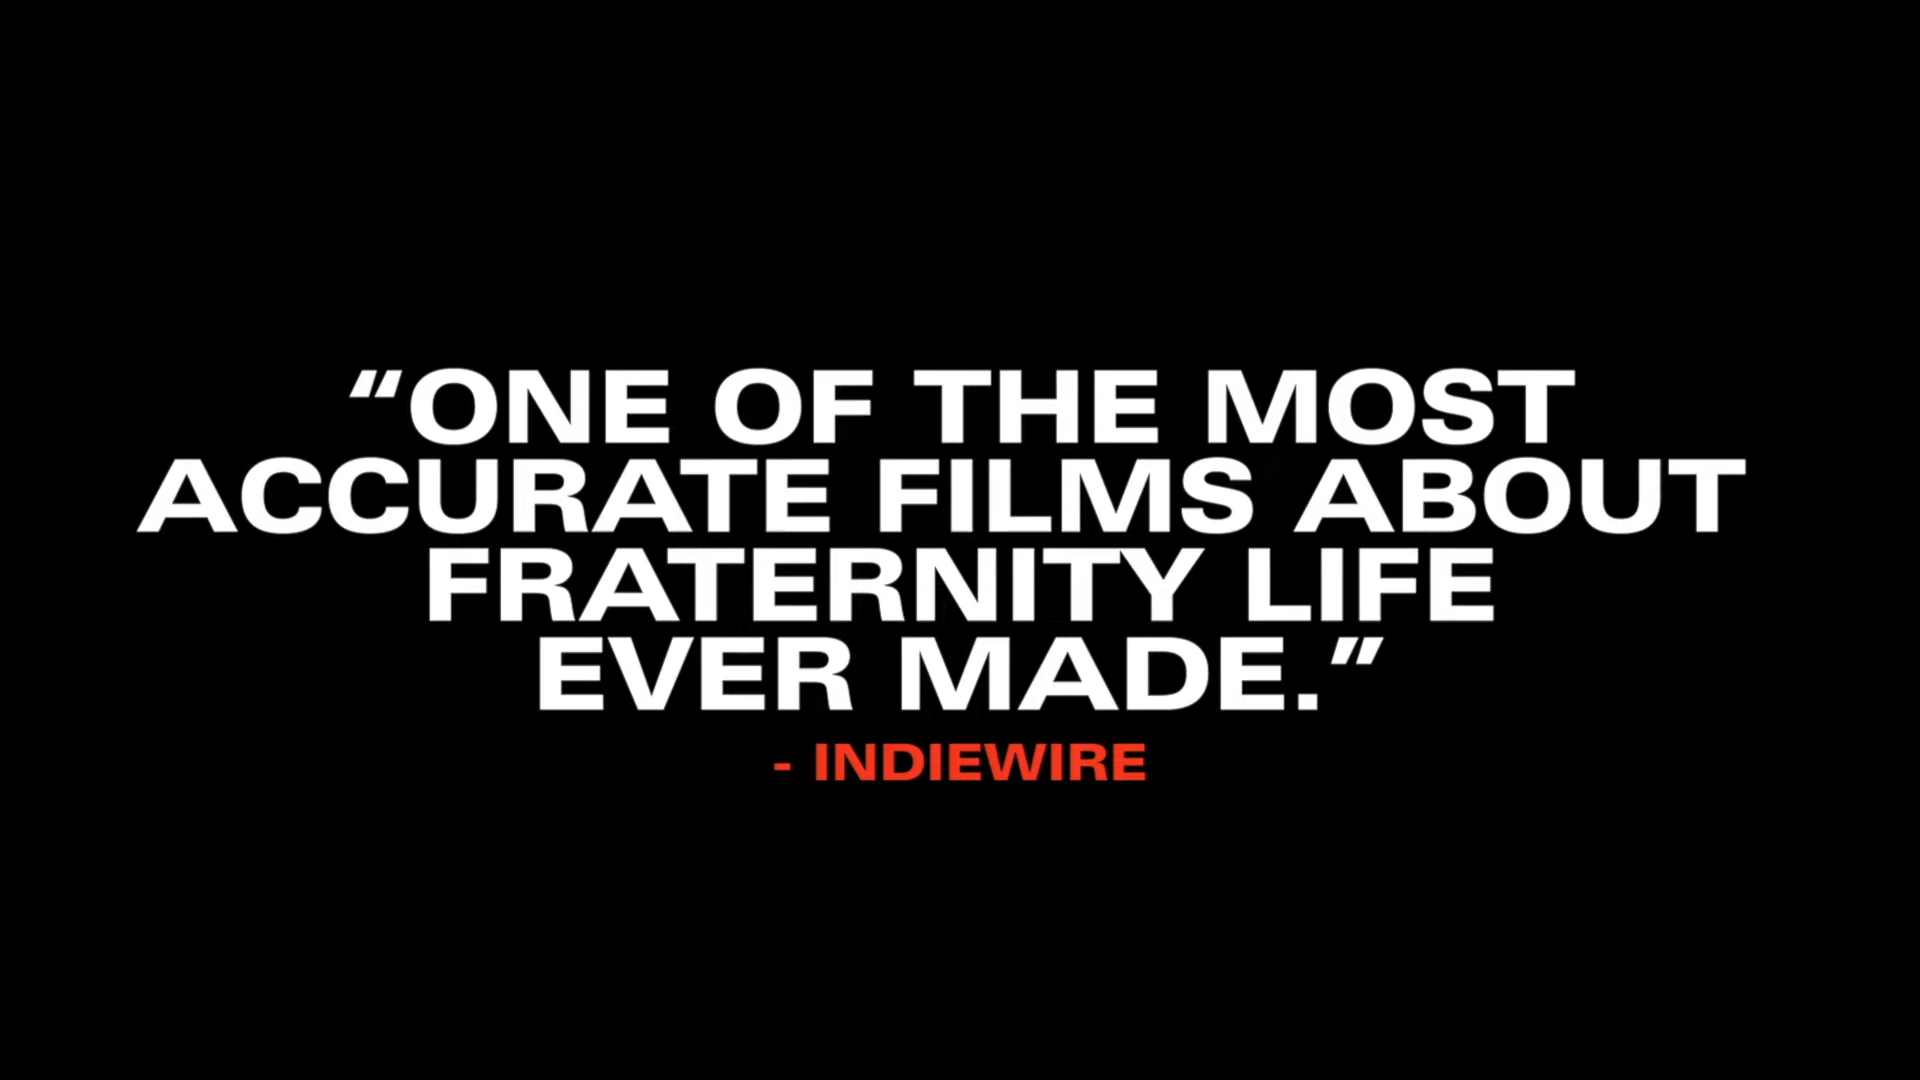 “ONE OF THE MOST
ACCURATE FILMS ABOUT
FRATERNITY LIFE
EVER MADE.”
- INDIEWIRE